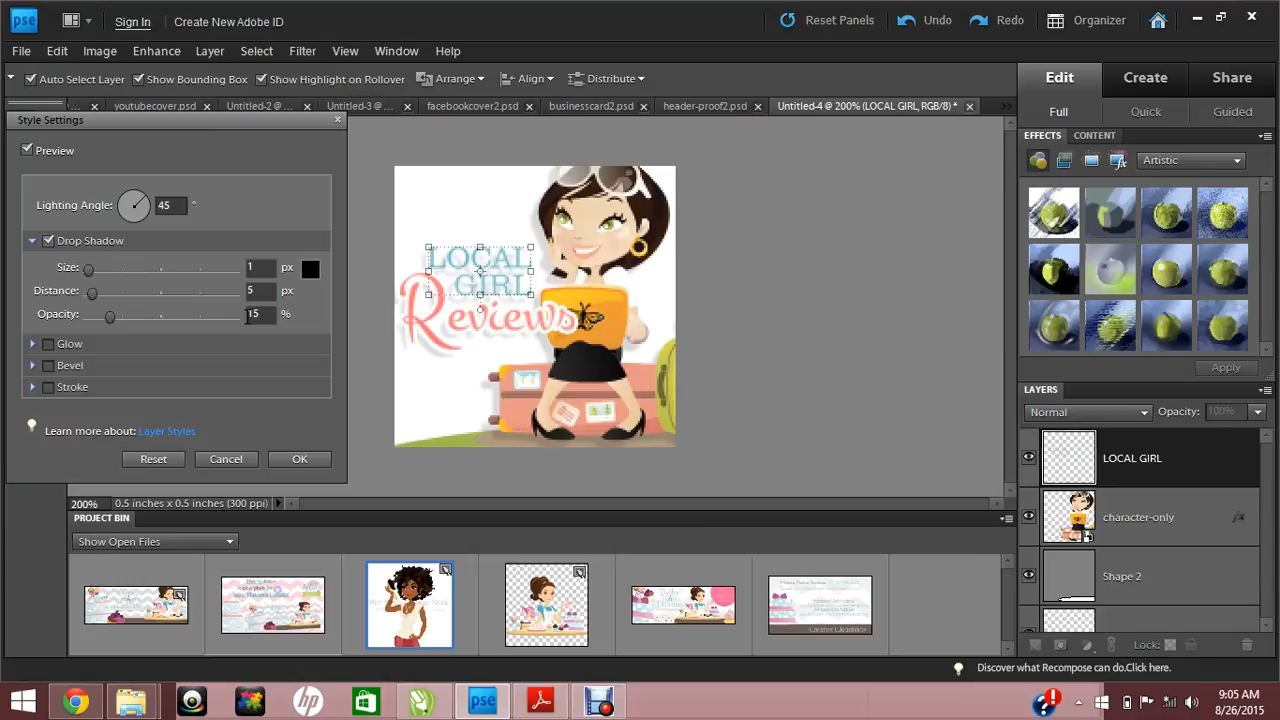 pse Sign In Create New Adobe ID Reset Panels Undo Redo Organizer
File Edit Image Enhance Layer Select Filter View Window Help
Auto Select Layer Show Bounding Box Show Highlight on Rollover Arrange Align Distribute
Edit Create Share
... youtubecover.psd Untitled-2 @ ... Untitled-3 @ ... facebookcover2.psd businesscard2.psd header-proof2.psd Untitled-4 @ 200% (LOCAL GIRL, RGB/8) *
Full Quick Guided
Style Settings
EFFECTS CONTENT
Preview
Artistic
Lighting Angle: 45 °
Drop Shadow
Size: 1 px
Distance: 5 px
Opacity: 15 %
Glow
Bevel
Stroke
Learn more about: Layer Styles
Reset Cancel OK
LOCAL
GIRL
Reviews
Apply
LAYERS
Normal Opacity: 100%
LOCAL GIRL
character-only fx
Shape 2
Lock:
200% 0.5 inches x 0.5 inches (300 ppi)
PROJECT BIN
Show Open Files
Discover what Recompose can do.Click here.
hp pse
9:05 AM
8/26/2015